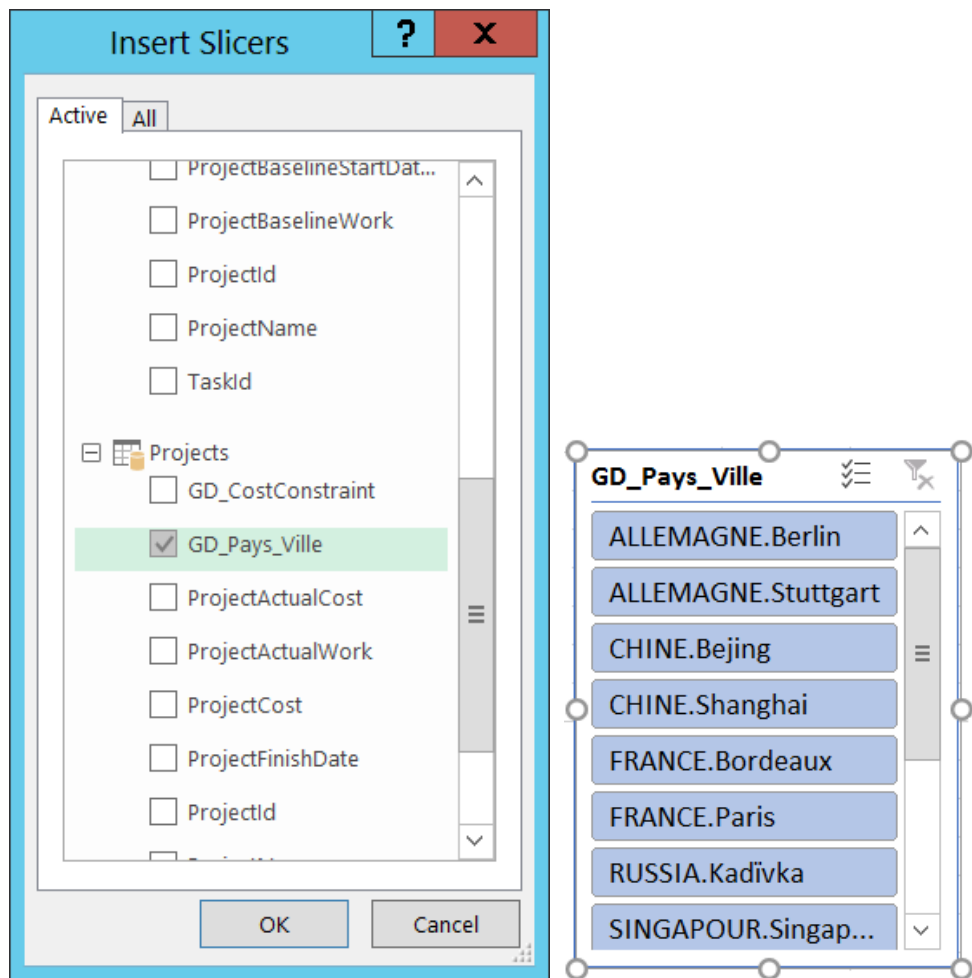 Insert Slicers
?
X
Active
All
ProjectBaselineStartDat...
ProjectBaselineWork
ProjectId
ProjectName
TaskId
Projects
GD_CostConstraint
GD_Pays_Ville
ProjectActualCost
ProjectActualWork
ProjectCost
ProjectFinishDate
ProjectId
OK
Cancel
GD_Pays_Ville
ALLEMAGNE.Berlin
ALLEMAGNE.Stuttgart
CHINE.Bejing
CHINE.Shanghai
FRANCE.Bordeaux
FRANCE.Paris
RUSSIA.Kadïvka
SINGAPOUR.Singap...